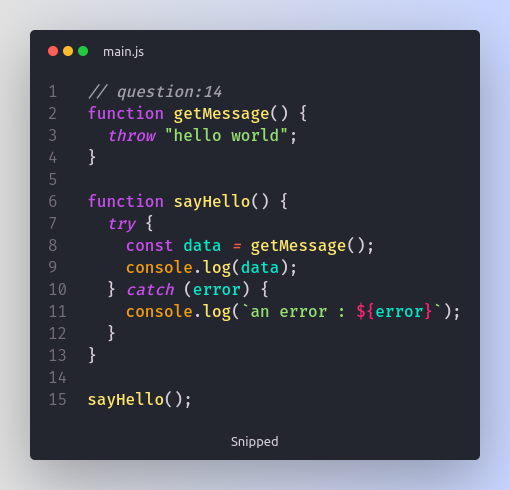 main.js
1 // question:14
2 function getMessage() {
3   throw "hello world";
4 }
5
6 function sayHello() {
7   try {
8     const data = getMessage();
9     console.log(data);
10   } catch (error) {
11     console.log(`an error : ${error}`);
12   }
13 }
14
15 sayHello();
Snipped